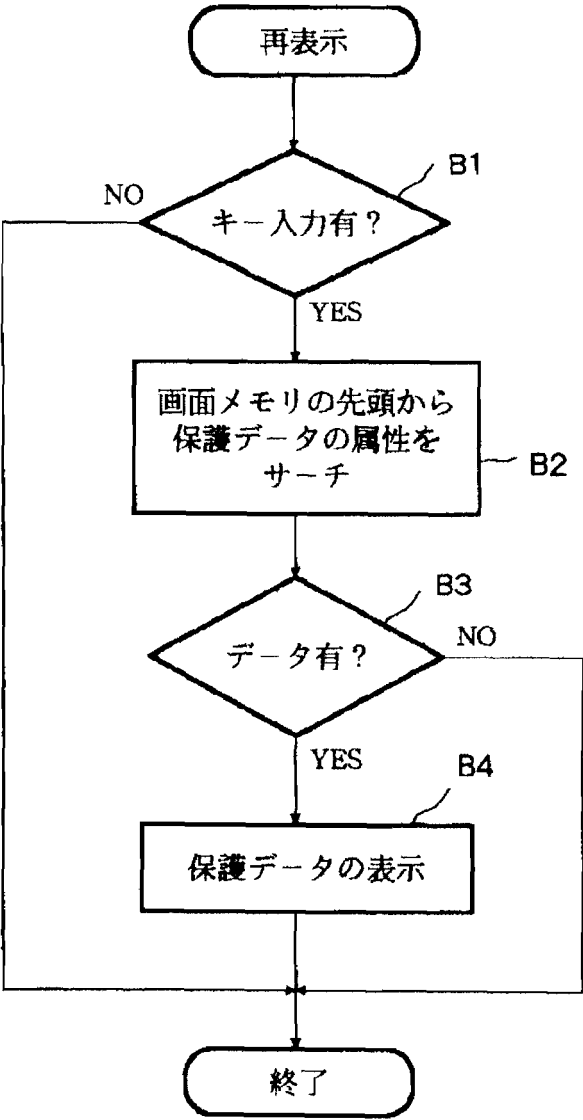 再表示
B1
NO
キー入力有？
YES
画面メモリの先頭から
保護データの属性を
サーチ
B2
B3
データ有？
NO
YES
B4
保護データの表示
終了